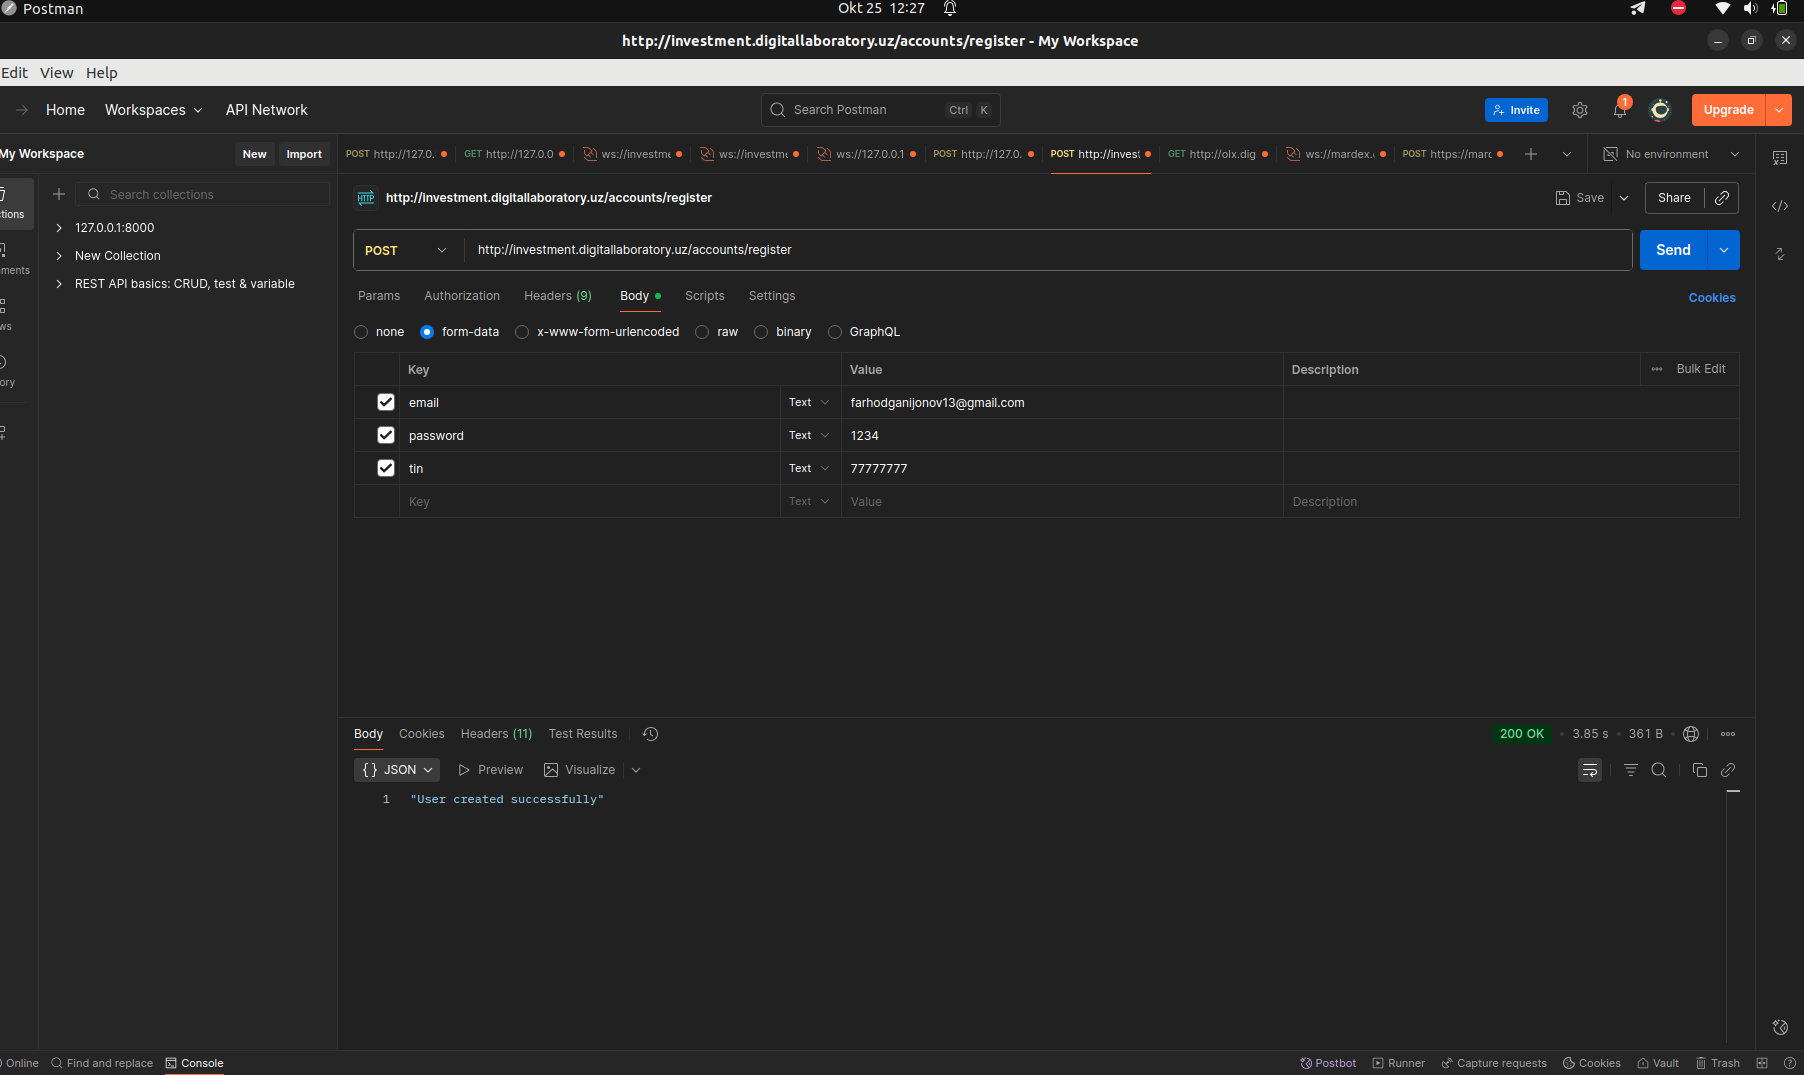 Postman
Okt 25 12:27
http://investment.digitallaboratory.uz/accounts/register - My Workspace
Edit View Help
Home Workspaces API Network
Search Postman Ctrl K
Invite
1
Upgrade
My Workspace
New Import
POST http://127.0.
GET http://127.0.0
ws://investme
ws://investme
ws://127.0.0.1
POST http://127.0.
POST http://invest
GET http://olx.dig
ws://mardex.
POST https://marc
No environment
Search collections
127.0.0.1:8000
New Collection
REST API basics: CRUD, test & variable
HTTP http://investment.digitallaboratory.uz/accounts/register
Save Share
POST http://investment.digitallaboratory.uz/accounts/register
Send
Params Authorization Headers (9) Body Scripts Settings
Cookies
none form-data x-www-form-urlencoded raw binary GraphQL
Key Value Description Bulk Edit
email Text farhodganijonov13@gmail.com
password Text 1234
tin Text 77777777
Key Text Value Description
Body Cookies Headers (11) Test Results
200 OK 3.85 s 361 B
{} JSON Preview Visualize
1 "User created successfully"
Online Find and replace Console
Postbot Runner Capture requests Cookies Vault Trash